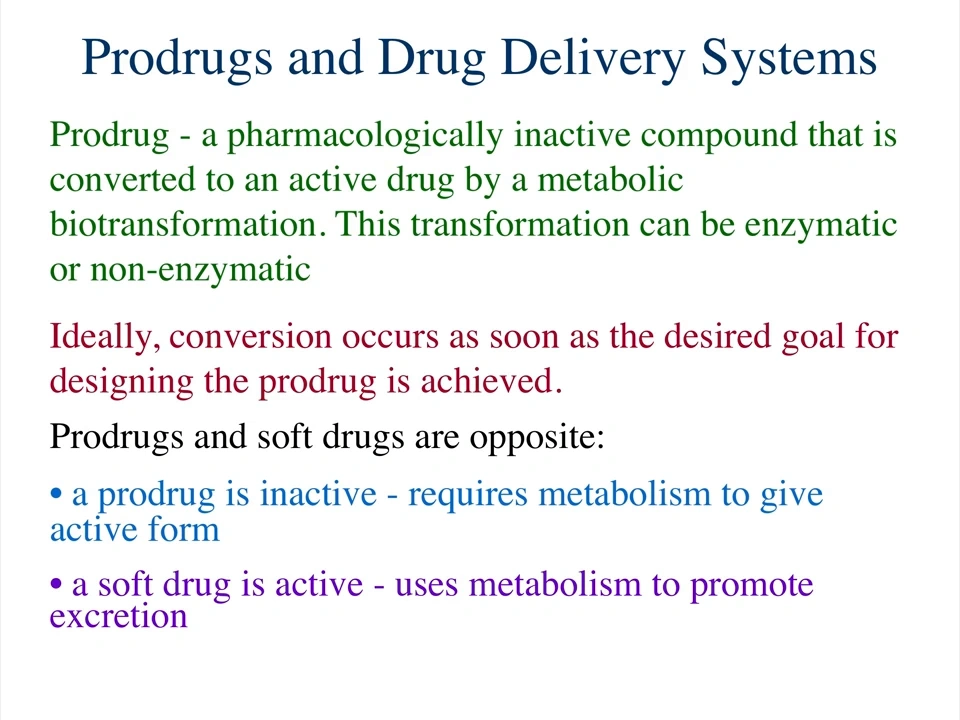 Prodrugs and Drug Delivery Systems
Prodrug - a pharmacologically inactive compound that is
converted to an active drug by a metabolic
biotransformation. This transformation can be enzymatic
or non-enzymatic
Ideally, conversion occurs as soon as the desired goal for
designing the prodrug is achieved.
Prodrugs and soft drugs are opposite:
• a prodrug is inactive - requires metabolism to give
active form
• a soft drug is active - uses metabolism to promote
excretion